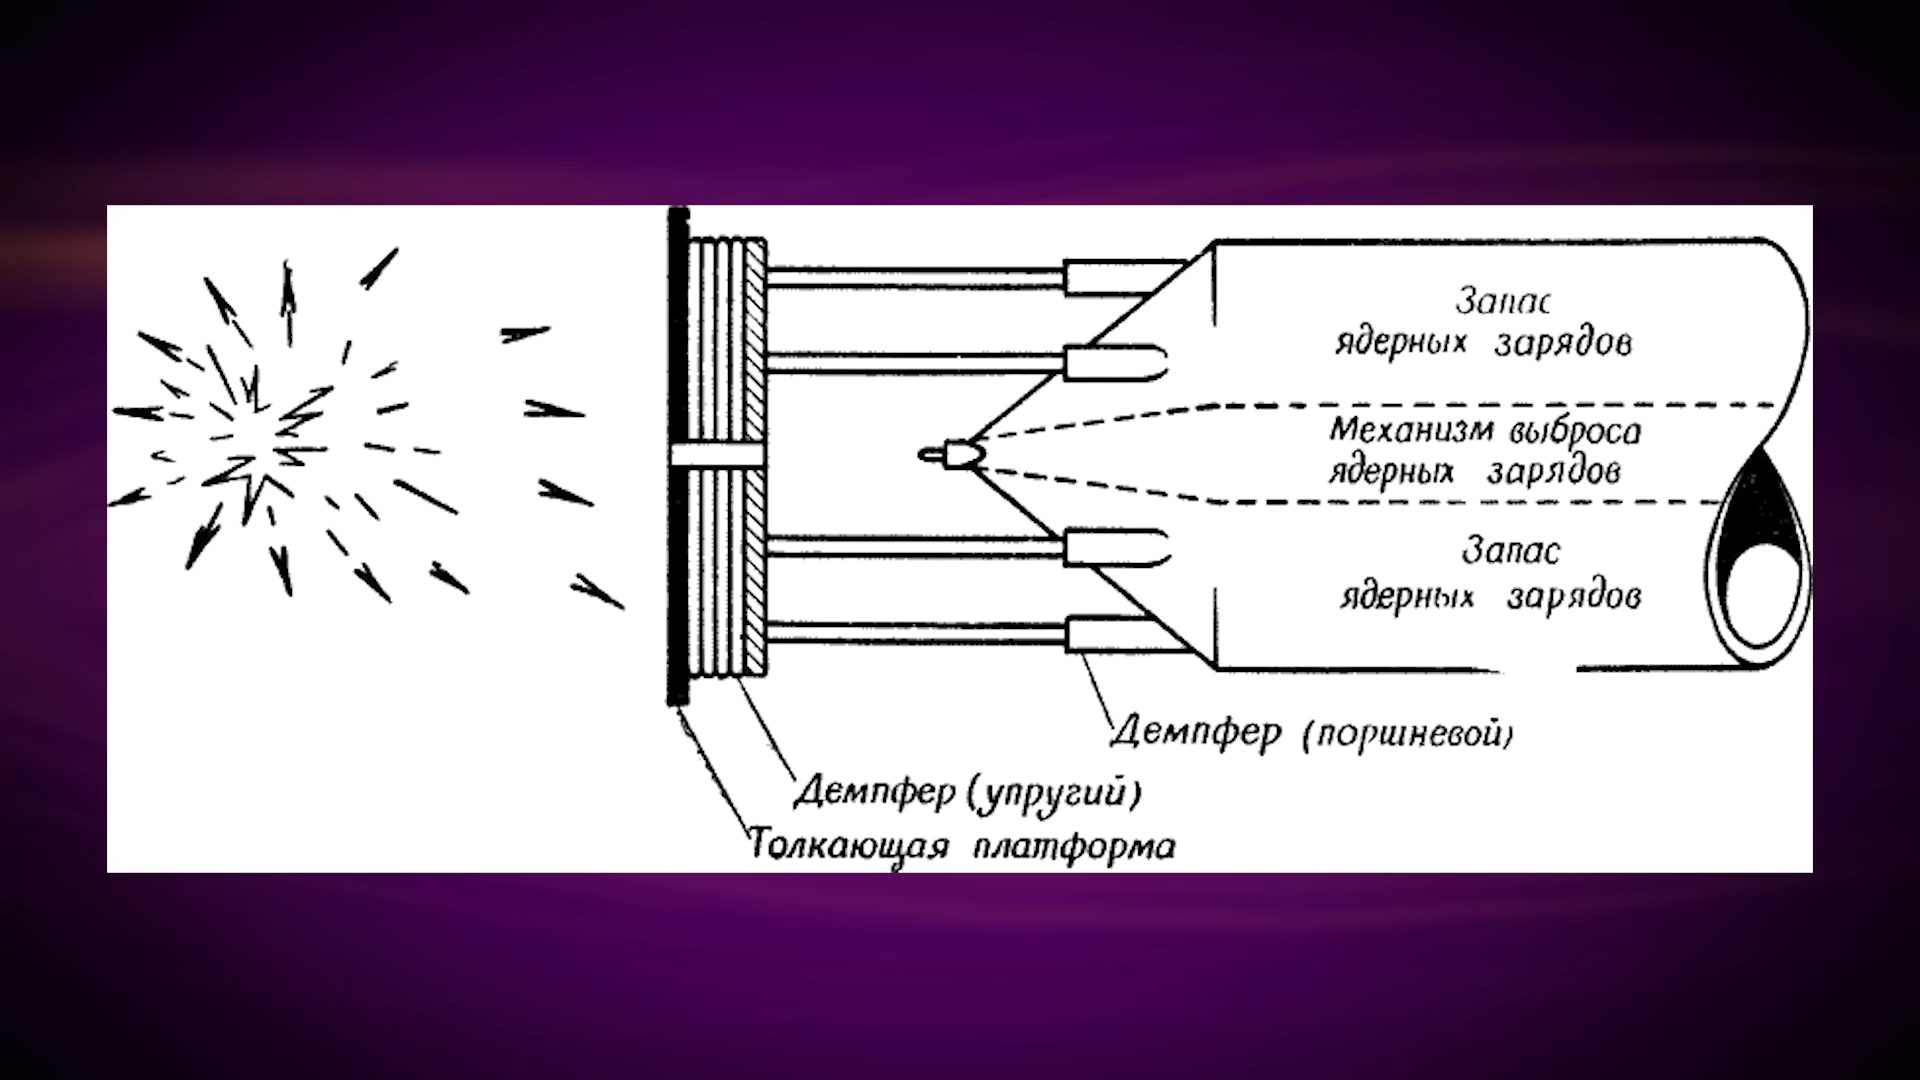 Запас
ядерных зарядов
Механизм выброса
ядерных зарядов
Запас
ядерных зарядов
Демпфер (поршневой)
Демпфер (упругий)
Толкающая платформа